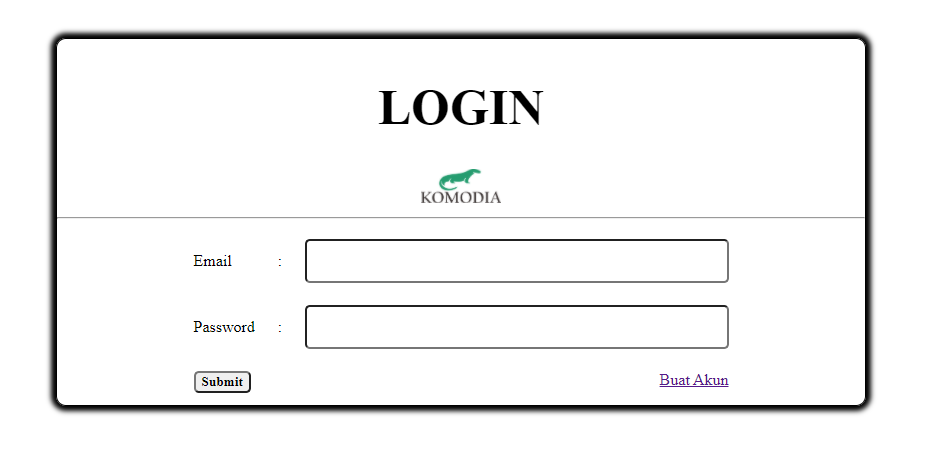 LOGIN
KOMODIA
Email :
Password :
Submit Buat Akun